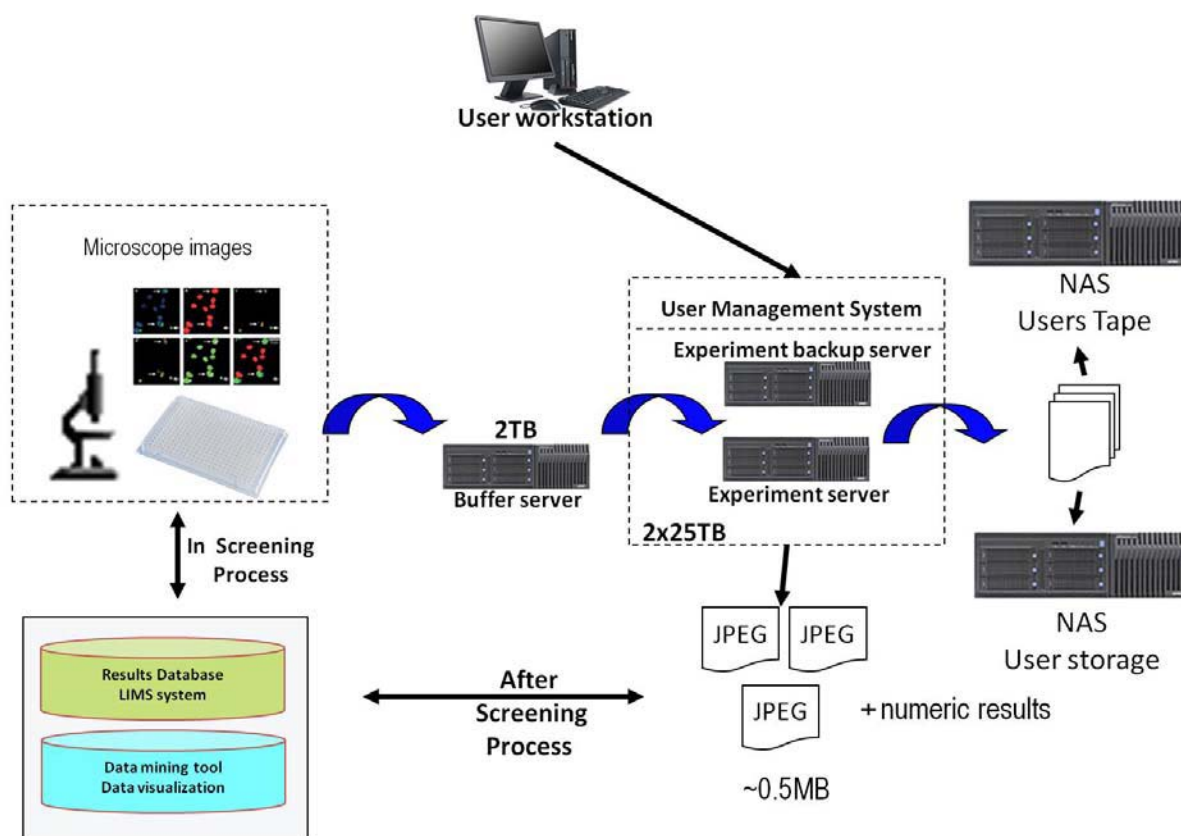 User workstation
Microscope images
NAS
Users Tape
User Management System
Experiment backup server
2TB
Buffer server
Experiment server
2x25TB
In Screening
Process
NAS
User storage
JPEG
JPEG
JPEG
+ numeric results
~0.5MB
Results Database
LIMS system
After
Screening
Process
Data mining tool
Data visualization